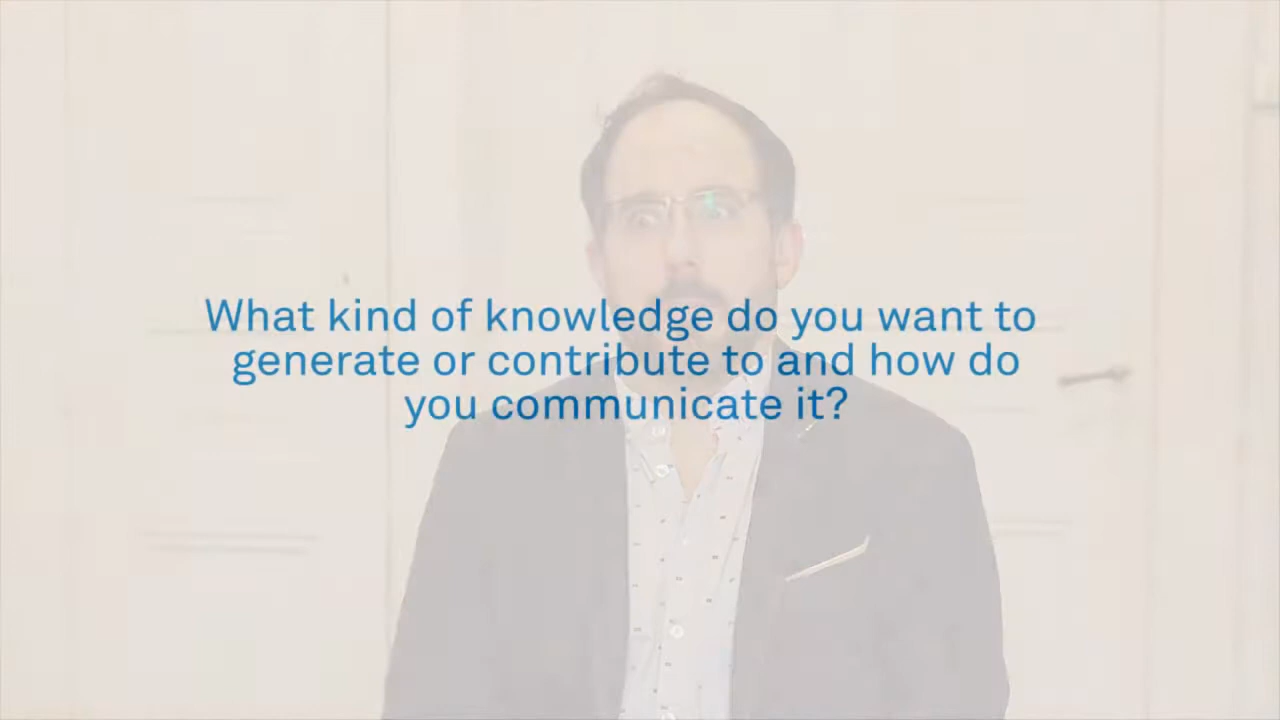 What kind of knowledge do you want to
generate or contribute to and how do
you communicate it?